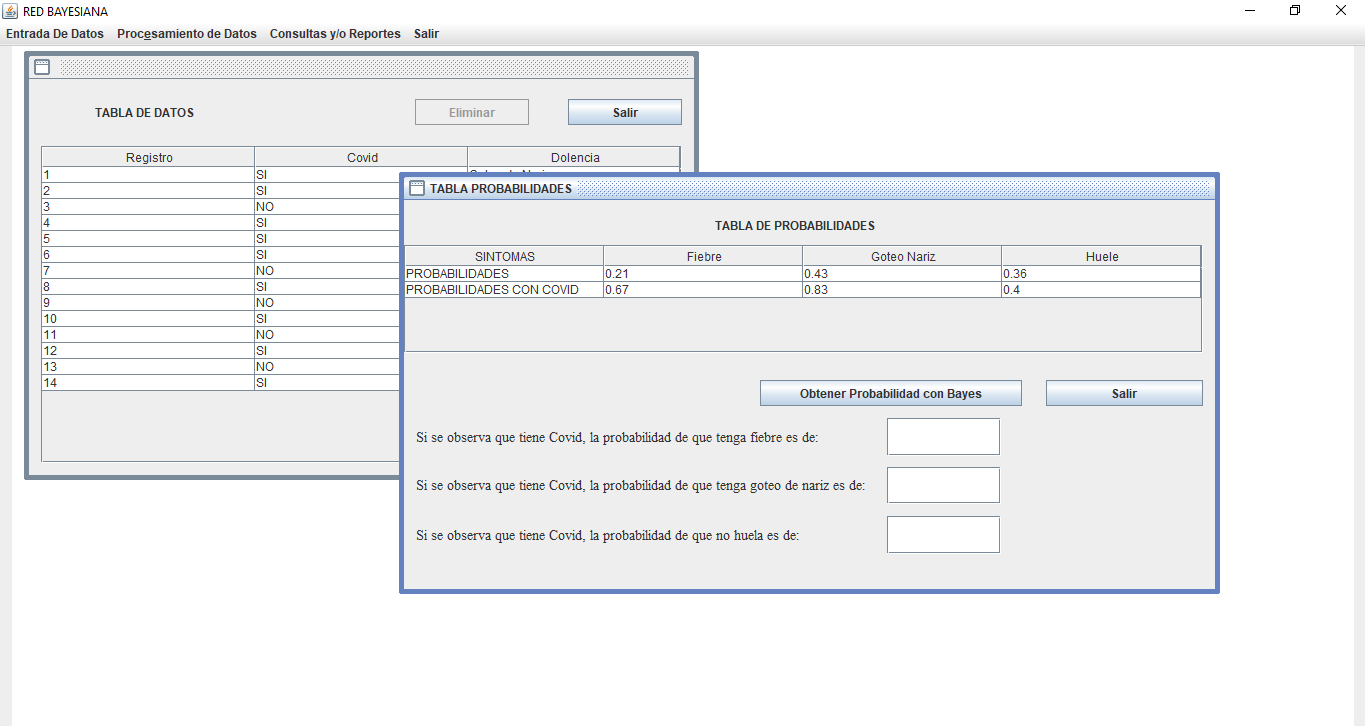 RED BAYESIANA
Entrada De Datos Procesamiento de Datos Consultas y/o Reportes Salir
TABLA DE DATOS Eliminar Salir
Registro Covid Dolencia
1 SI
2 SI
3 NO
4 SI
5 SI
6 SI
7 NO
8 SI
9 NO
10 SI
11 NO
12 SI
13 NO
14 SI
TABLA PROBABILIDADES
TABLA DE PROBABILIDADES
SINTOMAS Fiebre Goteo Nariz Huele
PROBABILIDADES 0.21 0.43 0.36
PROBABILIDADES CON COVID 0.67 0.83 0.4
Obtener Probabilidad con Bayes Salir
Si se observa que tiene Covid, la probabilidad de que tenga fiebre es de:
Si se observa que tiene Covid, la probabilidad de que tenga goteo de nariz es de:
Si se observa que tiene Covid, la probabilidad de que no huela es de: